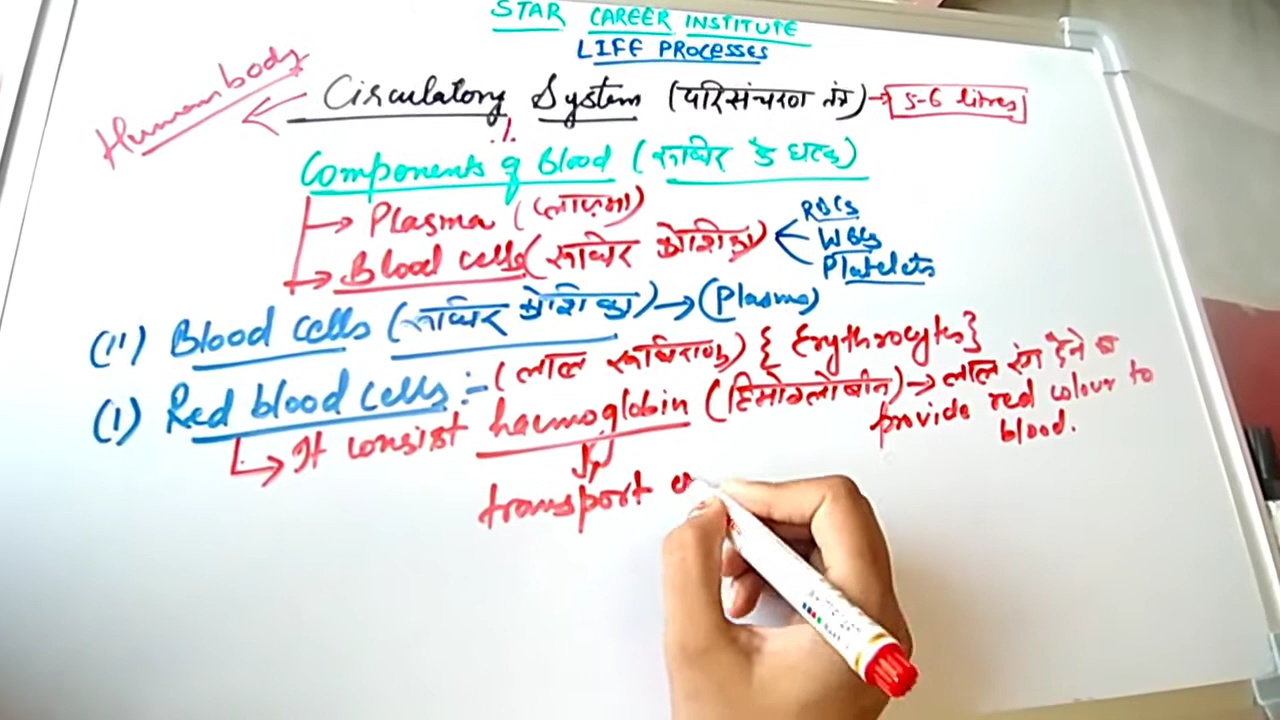 STAR CAREER INSTITUTE
LIFE PROCESSES
Human body
Circulatory System (परिसंचरण तंत्र) → 5-6 litres
Components of blood (रूधिर के घटक)
→ Plasma (प्लाज़्मा)
→ Blood cells (रूधिर कोशिका)
RBCs
WBCs
Platelets
(II) Blood cells (रूधिर कोशिका) → (Plasma)
(I) Red blood cells :- (लाल रूधिराणु) { Erythrocytes}
→ It consist haemoglobin (हिमोग्लोबीन) → लाल रंग देने
provide red colour to
blood.
transport